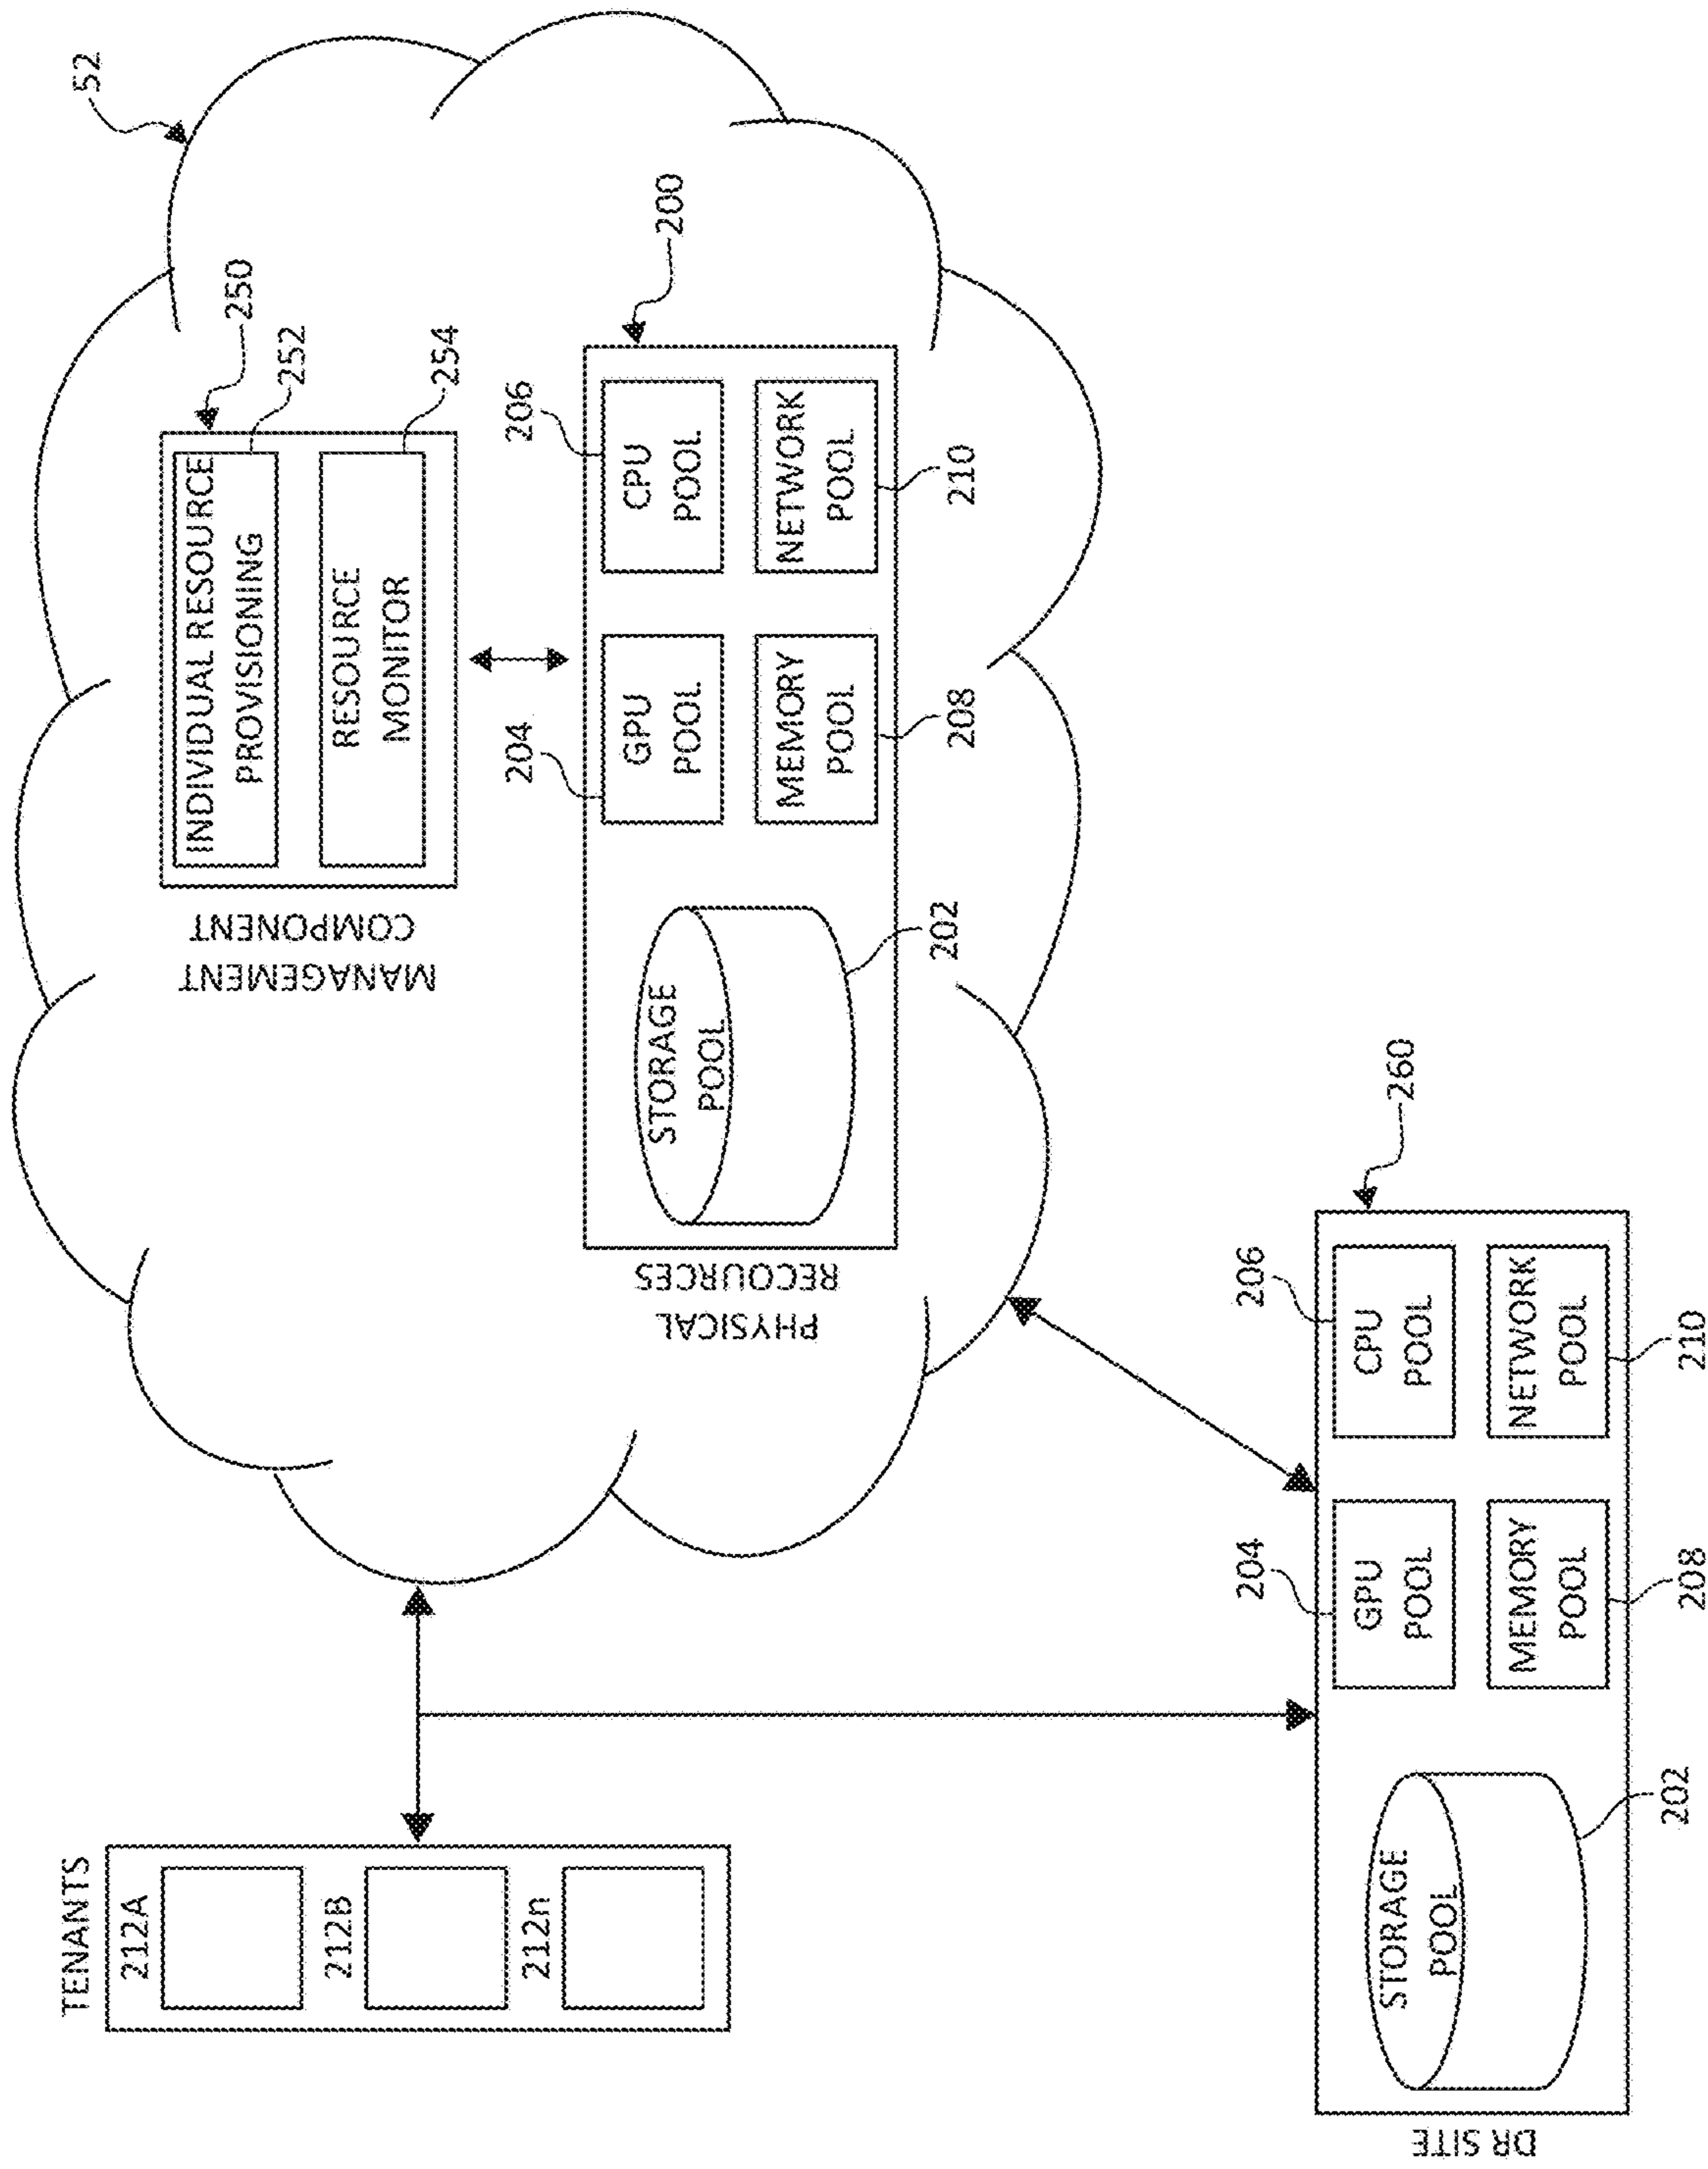 TENANTS
212A
212B
212n
52
MANAGEMENT
COMPONENT
250
INDIVIDUAL RESOURCE
PROVISIONING
252
RESOURCE
MONITOR
254
PHYSICAL
RECOURCES
200
STORAGE
POOL
202
204
GPU
POOL
206
CPU
POOL
MEMORY
POOL
208
NETWORK
POOL
210
DR SITE
260
STORAGE
POOL
202
204
GPU
POOL
206
CPU
POOL
MEMORY
POOL
208
NETWORK
POOL
210